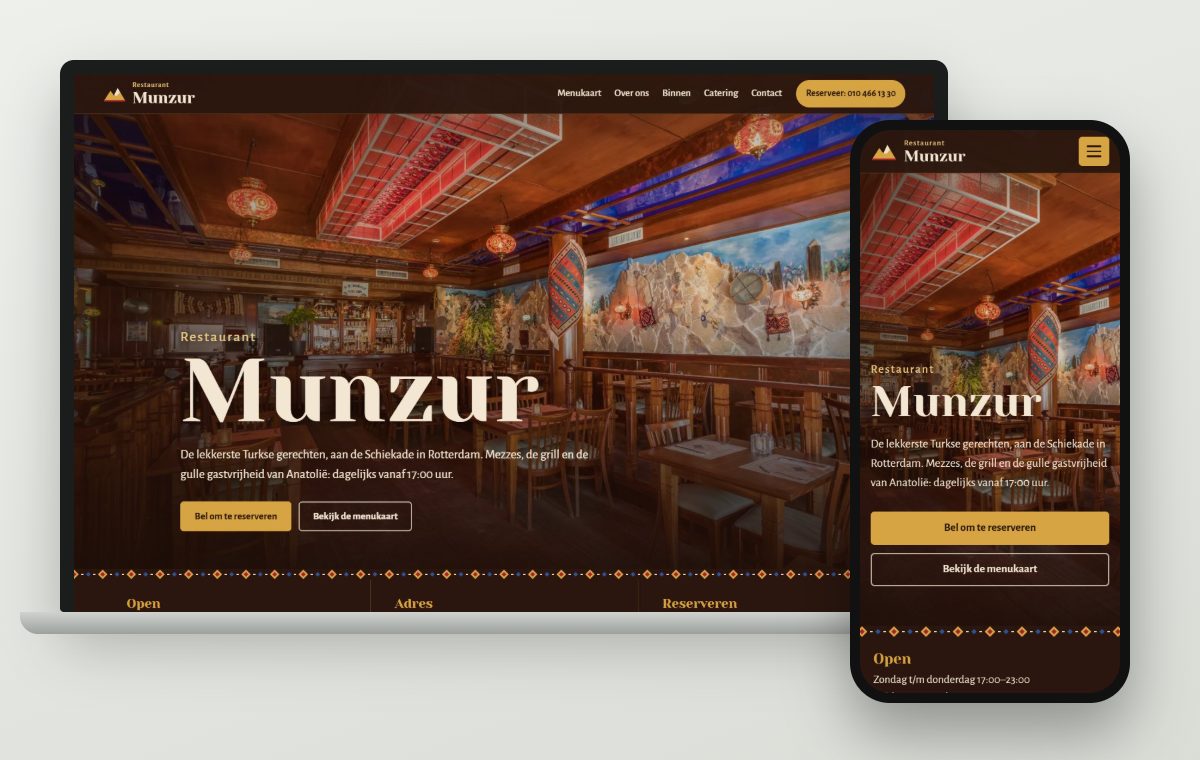 Restaurant
Munzur
Menukaart Over ons Binnen Catering Contact Reserveer: 010 466 13 30
Restaurant
Munzur
De lekkerste Turkse gerechten, aan de Schiekade in Rotterdam. Mezzes, de grill en de
gulle gastvrijheid van Anatolië: dagelijks vanaf 17:00 uur.
Bel om te reserveren Bekijk de menukaart
Open Adres Reserveren
Restaurant
Munzur
Restaurant
Munzur
De lekkerste Turkse gerechten, aan de Schiekade in
Rotterdam. Mezzes, de grill en de gulle gastvrijheid
van Anatolië: dagelijks vanaf 17:00 uur.
Bel om te reserveren
Bekijk de menukaart
Open
Zondag t/m donderdag 17:00–23:00